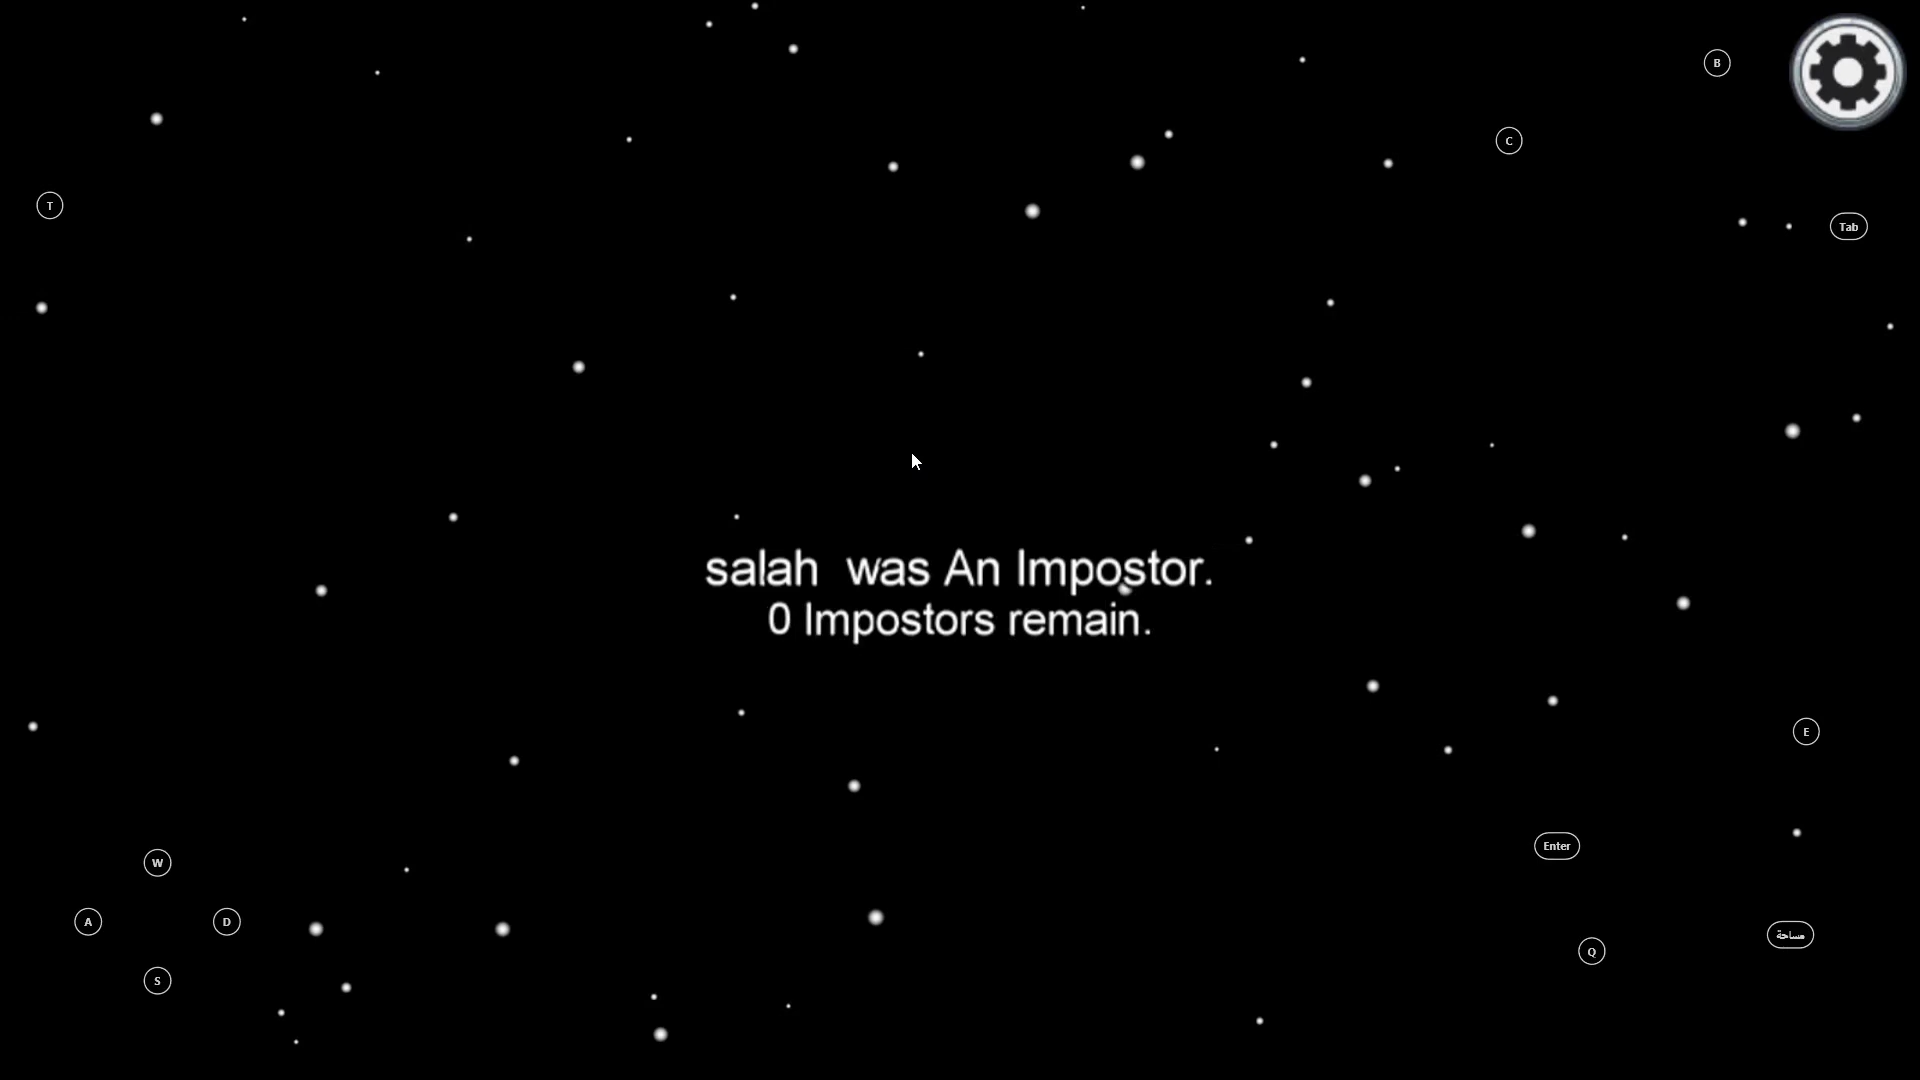 B
C
T
Tab
salah  was An Impostor.
0 Impostors remain.
E
Enter
W
A
D
مساحة
Q
S